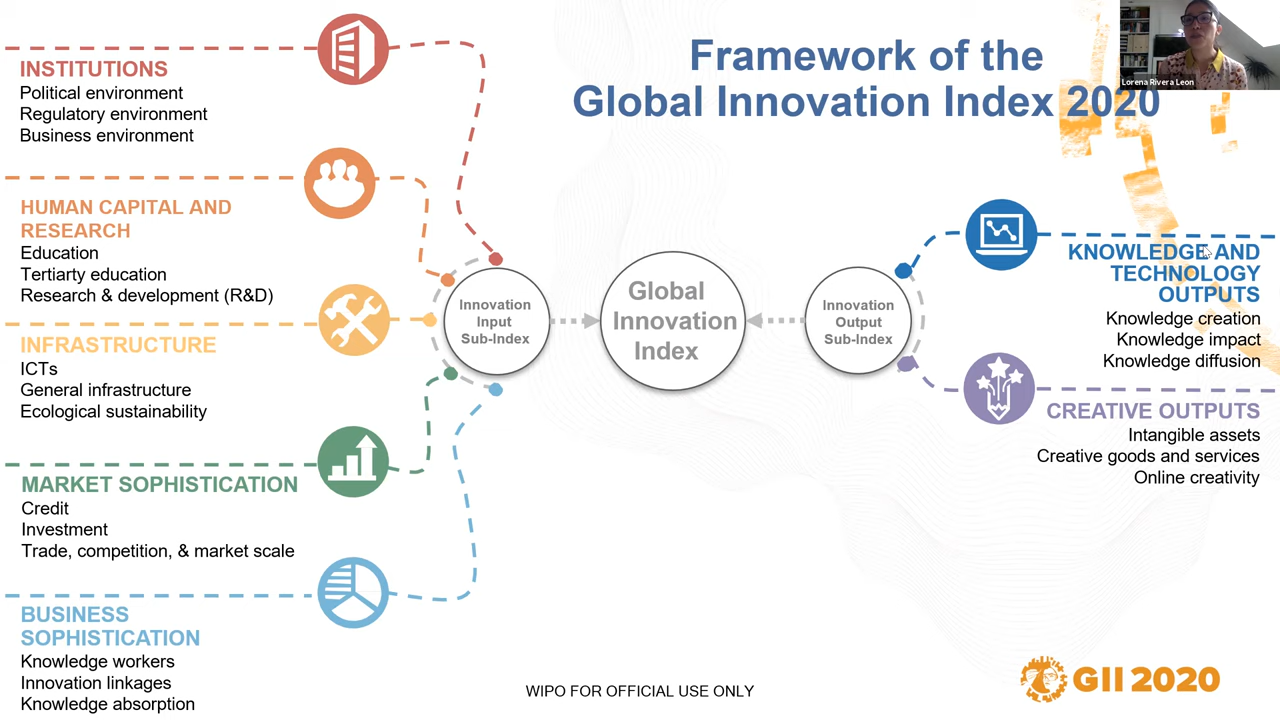 Framework of the
Global Innovation Index 2020
Lorena Rivera Leon
INSTITUTIONS
Political environment
Regulatory environment
Business environment
HUMAN CAPITAL AND
RESEARCH
Education
Tertiarty education
Research & development (R&D)
INFRASTRUCTURE
ICTs
General infrastructure
Ecological sustainability
MARKET SOPHISTICATION
Credit
Investment
Trade, competition, & market scale
BUSINESS
SOPHISTICATION
Knowledge workers
Innovation linkages
Knowledge absorption
Innovation
Input
Sub-Index
Global
Innovation
Index
Innovation
Output
Sub-Index
KNOWLEDGE AND
TECHNOLOGY
OUTPUTS
Knowledge creation
Knowledge impact
Knowledge diffusion
CREATIVE OUTPUTS
Intangible assets
Creative goods and services
Online creativity
WIPO FOR OFFICIAL USE ONLY
GII 2020